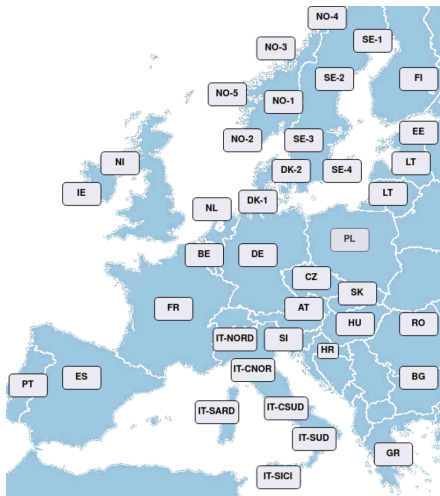 NO-4
SE-1
NO-3
SE-2
FI
NO-5
NO-1
EE
NO-2
SE-3
NI
LT
DK-2
SE-4
IE
LT
DK-1
NL
PL
BE
DE
CZ
SK
FR
AT
HU
RO
IT-NORD
SI
HR
IT-CNOR
ES
BG
PT
IT-SARD
IT-CSUD
IT-SUD
GR
IT-SICI